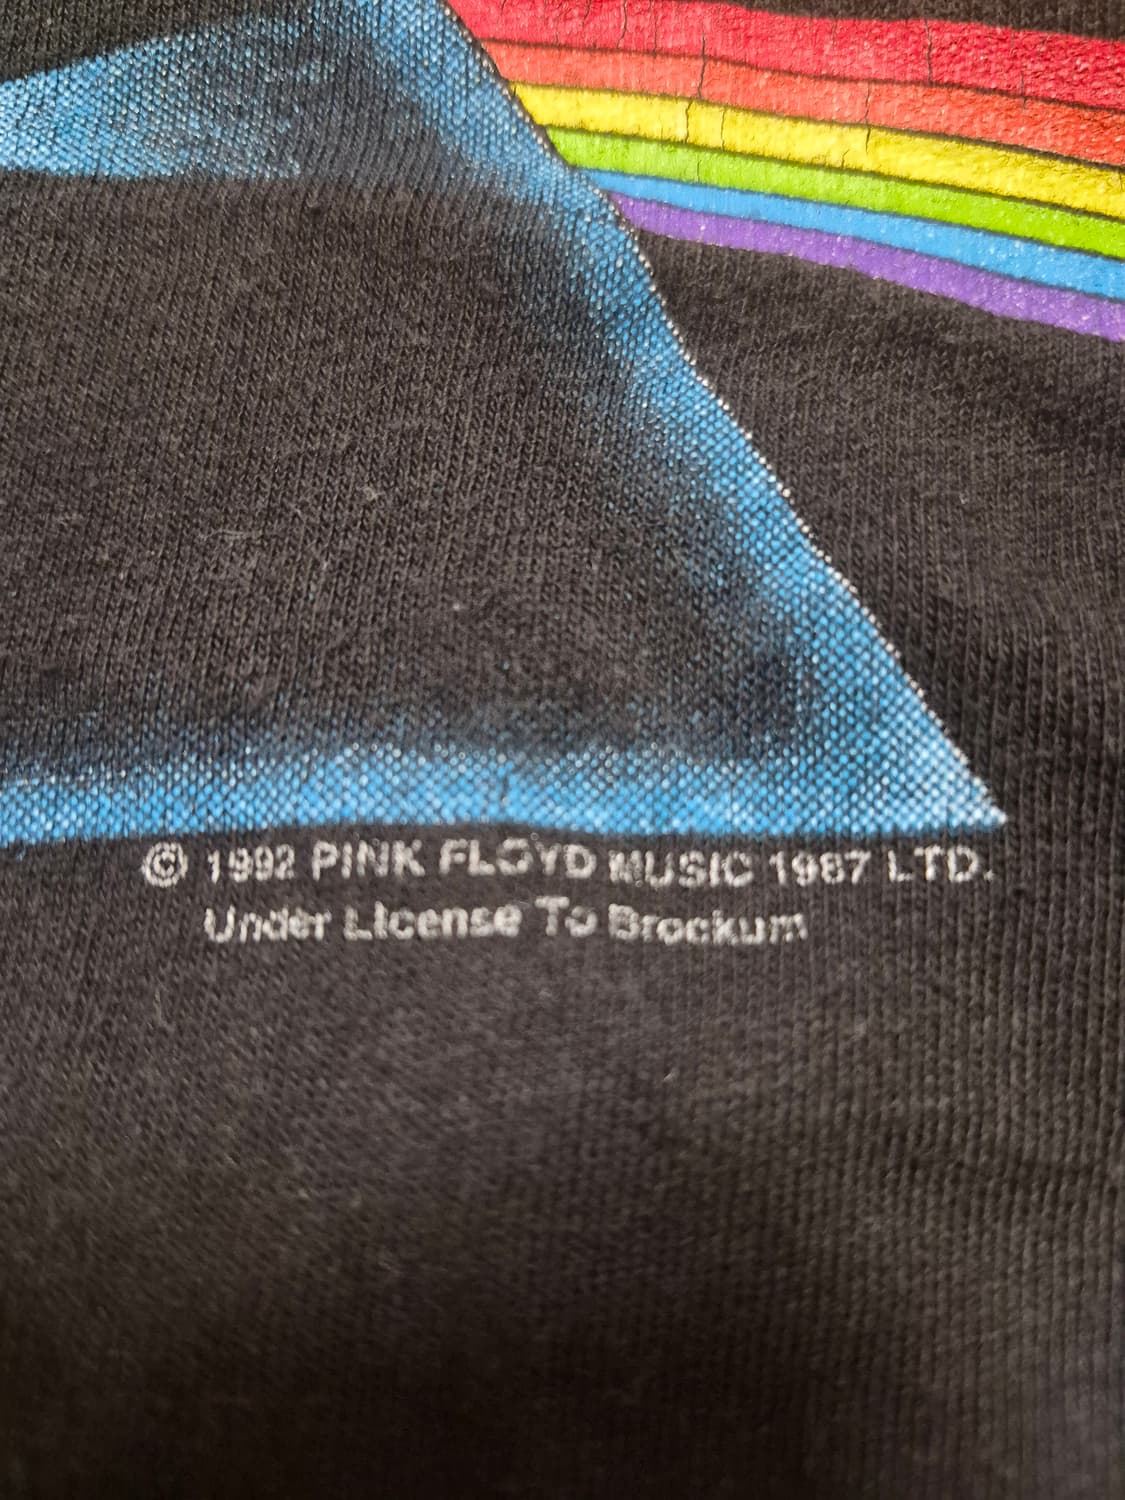 © 1992 PINK FLOYD MUSIC 1987 LTD.
Under License To Brockum